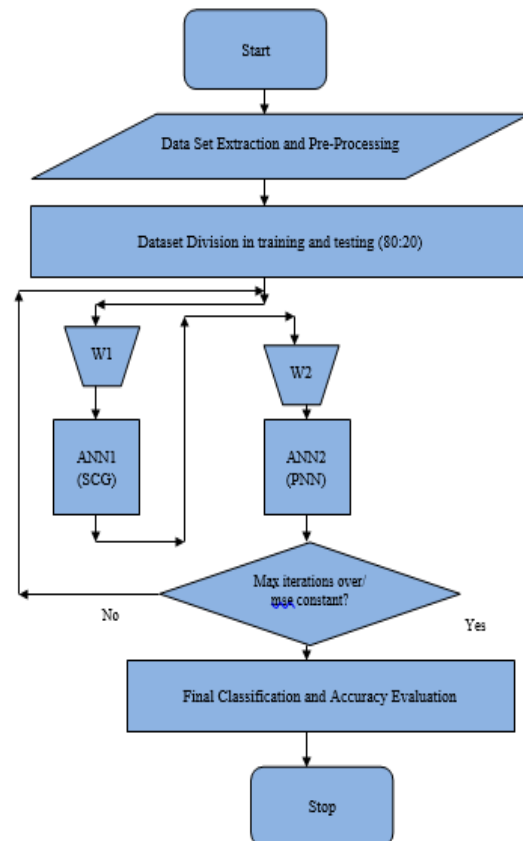 Start
Data Set Extraction and Pre-Processing
Dataset Division in training and testing (80:20)
W1
W2
ANN1
(SCG)
ANN2
(PNN)
Max iterations over/
mse constant?
No
Yes
Final Classification and Accuracy Evaluation
Stop